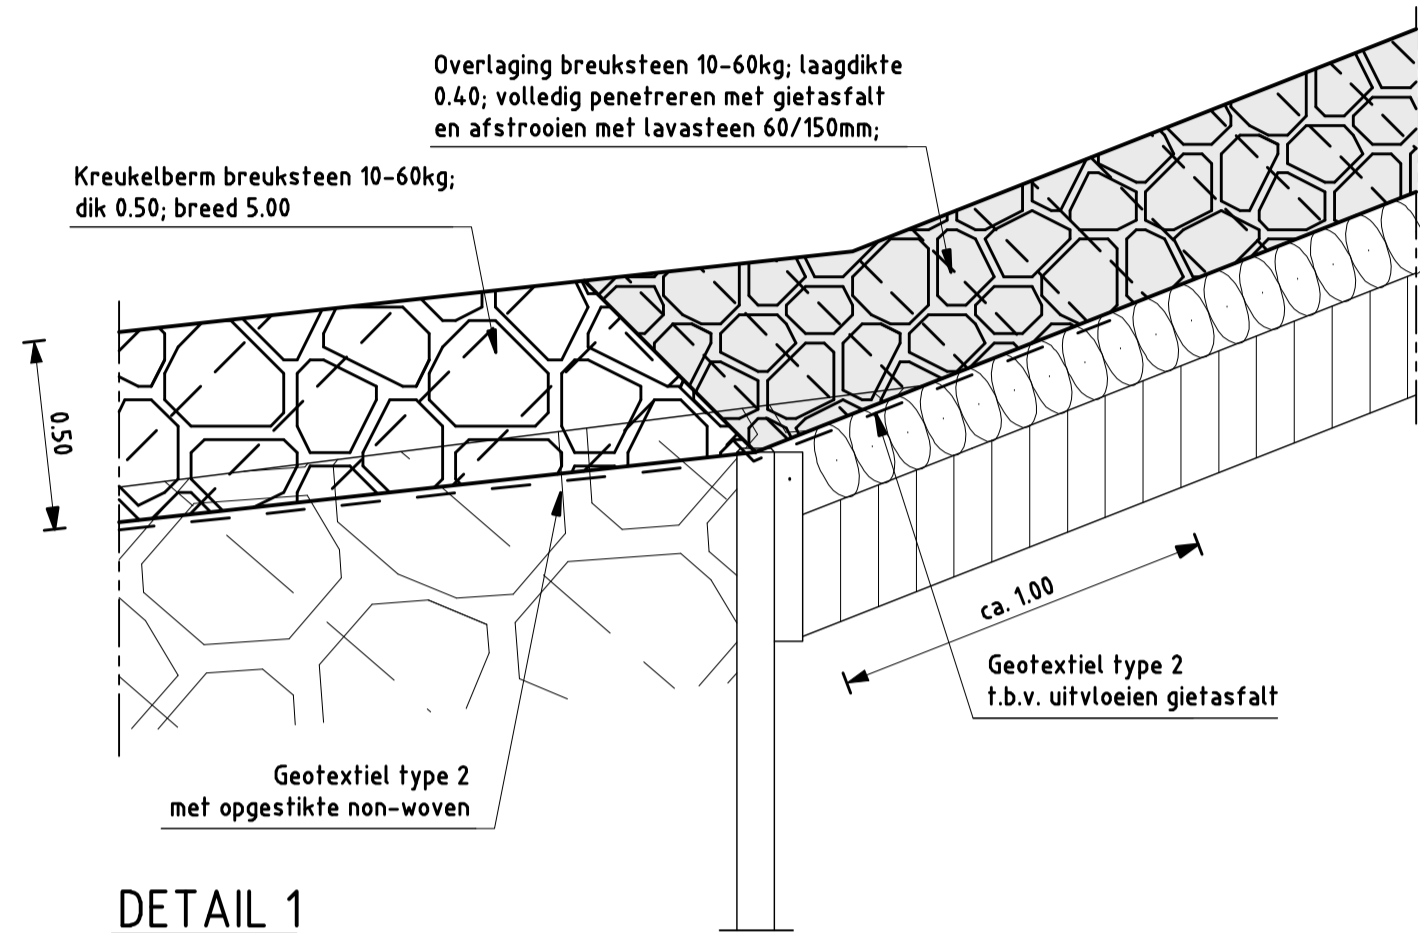 Overlaging breuksteen 10-60kg; laagdikte
0.40; volledig penetreren met gietasfalt
en afstrooien met lavasteen 60/150mm;
Kreukelberm breuksteen 10-60kg;
dik 0.50; breed 5.00
0.50
ca. 1.00
Geotextiel type 2
t.b.v. uitvloeien gietasfalt
Geotextiel type 2
met opgestikte non-woven
DETAIL 1